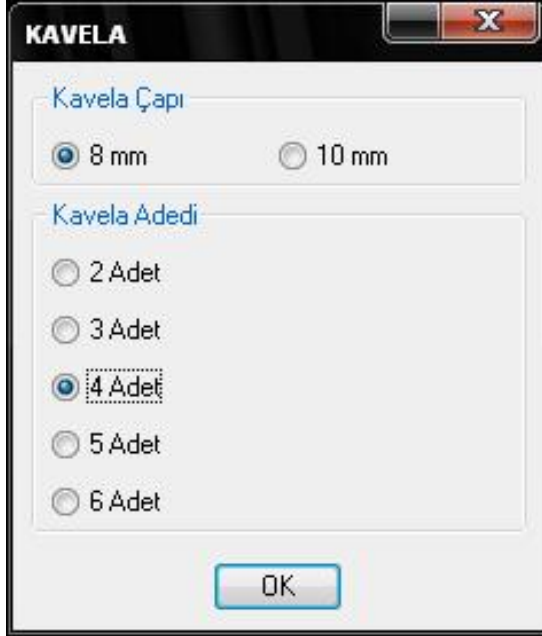 KAVELA
Kavela Çapı
8 mm 10 mm
Kavela Adedi
2 Adet
3 Adet
4 Adet
5 Adet
6 Adet
OK